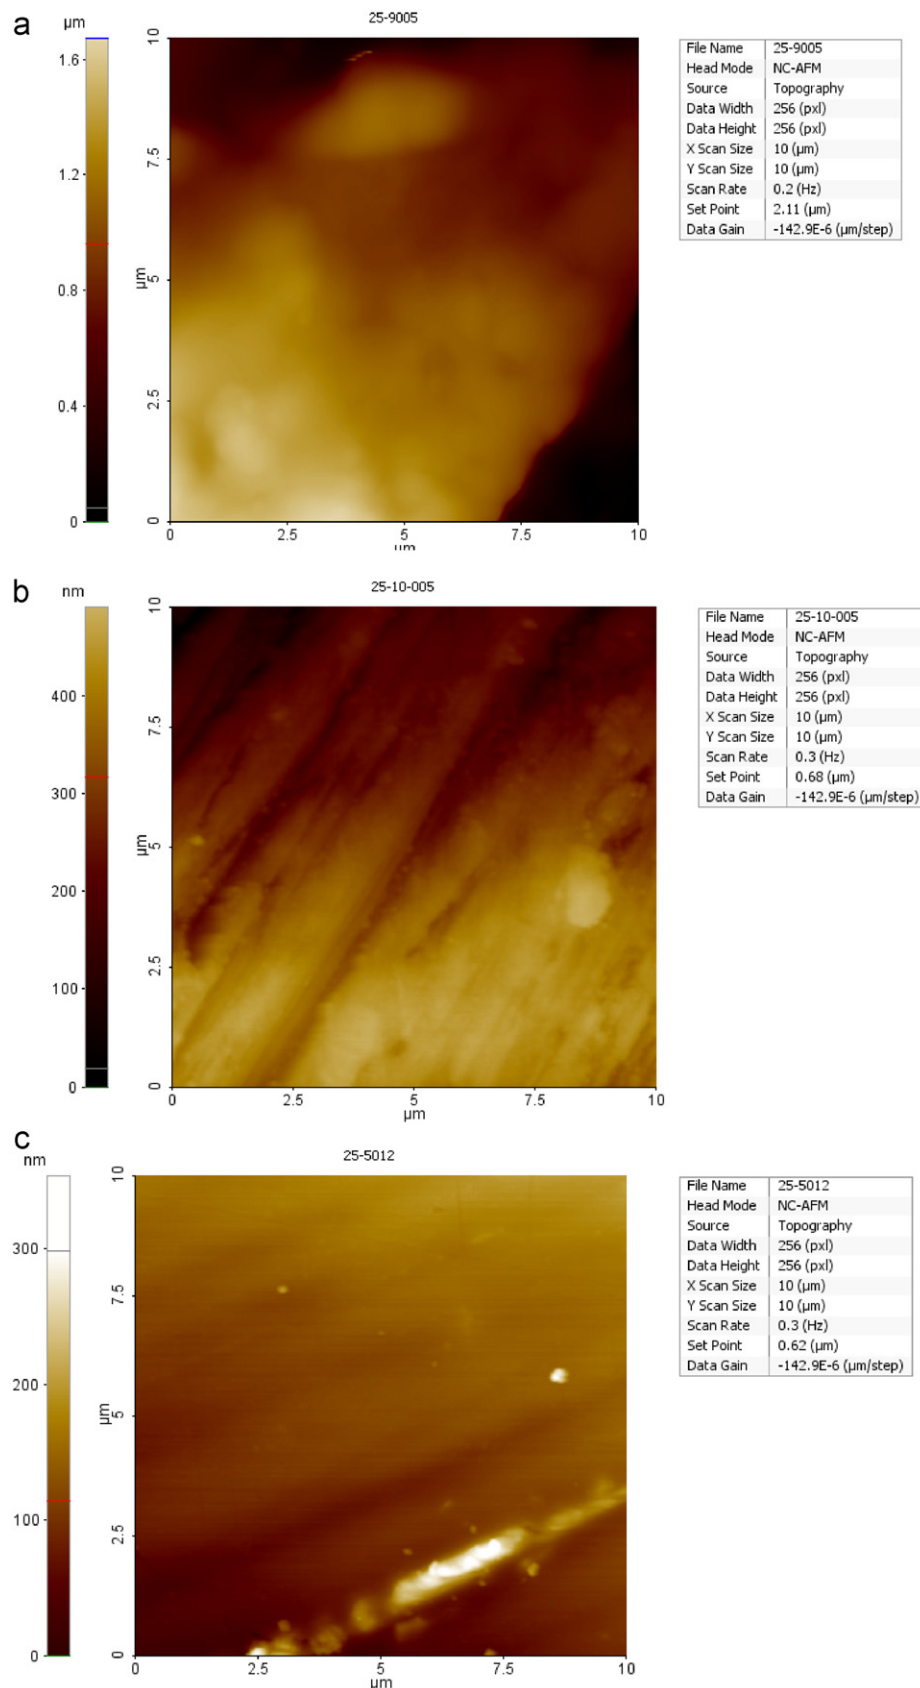 a
µm
25-9005
1.6
1.2
0.8
0.4
0
10
7.5
5
2.5
0
µm
0
2.5
5
7.5
10
µm
File Name 25-9005
Head Mode NC-AFM
Source Topography
Data Width 256 (pxl)
Data Height 256 (pxl)
X Scan Size 10 (µm)
Y Scan Size 10 (µm)
Scan Rate 0.2 (Hz)
Set Point 2.11 (µm)
Data Gain -142.9E-6 (µm/step)
b
nm
25-10-005
400
300
200
100
0
10
7.5
5
2.5
0
µm
0
2.5
5
7.5
10
µm
File Name 25-10-005
Head Mode NC-AFM
Source Topography
Data Width 256 (pxl)
Data Height 256 (pxl)
X Scan Size 10 (µm)
Y Scan Size 10 (µm)
Scan Rate 0.3 (Hz)
Set Point 0.68 (µm)
Data Gain -142.9E-6 (µm/step)
c
nm
25-5012
300
200
100
0
10
7.5
5
2.5
0
µm
0
2.5
5
7.5
10
µm
File Name 25-5012
Head Mode NC-AFM
Source Topography
Data Width 256 (pxl)
Data Height 256 (pxl)
X Scan Size 10 (µm)
Y Scan Size 10 (µm)
Scan Rate 0.3 (Hz)
Set Point 0.62 (µm)
Data Gain -142.9E-6 (µm/step)